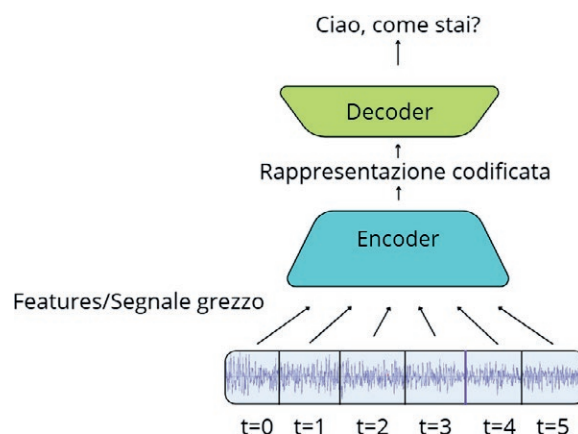 Ciao, come stai?
Decoder
Rappresentazione codificata
Encoder
Features/Segnale grezzo
t=0 t=1 t=2 t=3 t=4 t=5